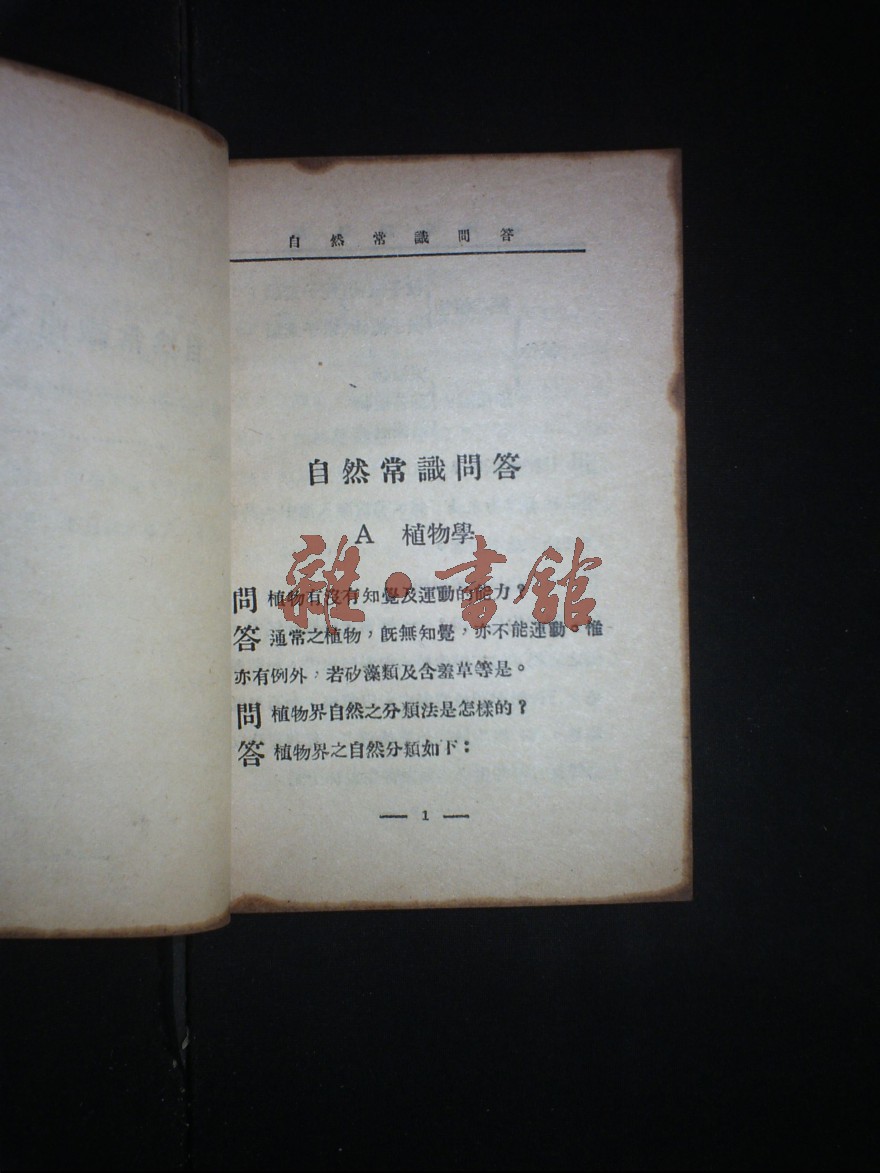 自然常識問答
自然常識問答
A 植物學
雜·書館
問 植物有沒有知覺及運動的能力？
答 通常之植物，既無知覺，亦不能運動。惟
亦有例外，若矽藻類及含羞草等是。
問 植物界自然之分類法是怎樣的？
答 植物界之自然分類如下：
— 1 —